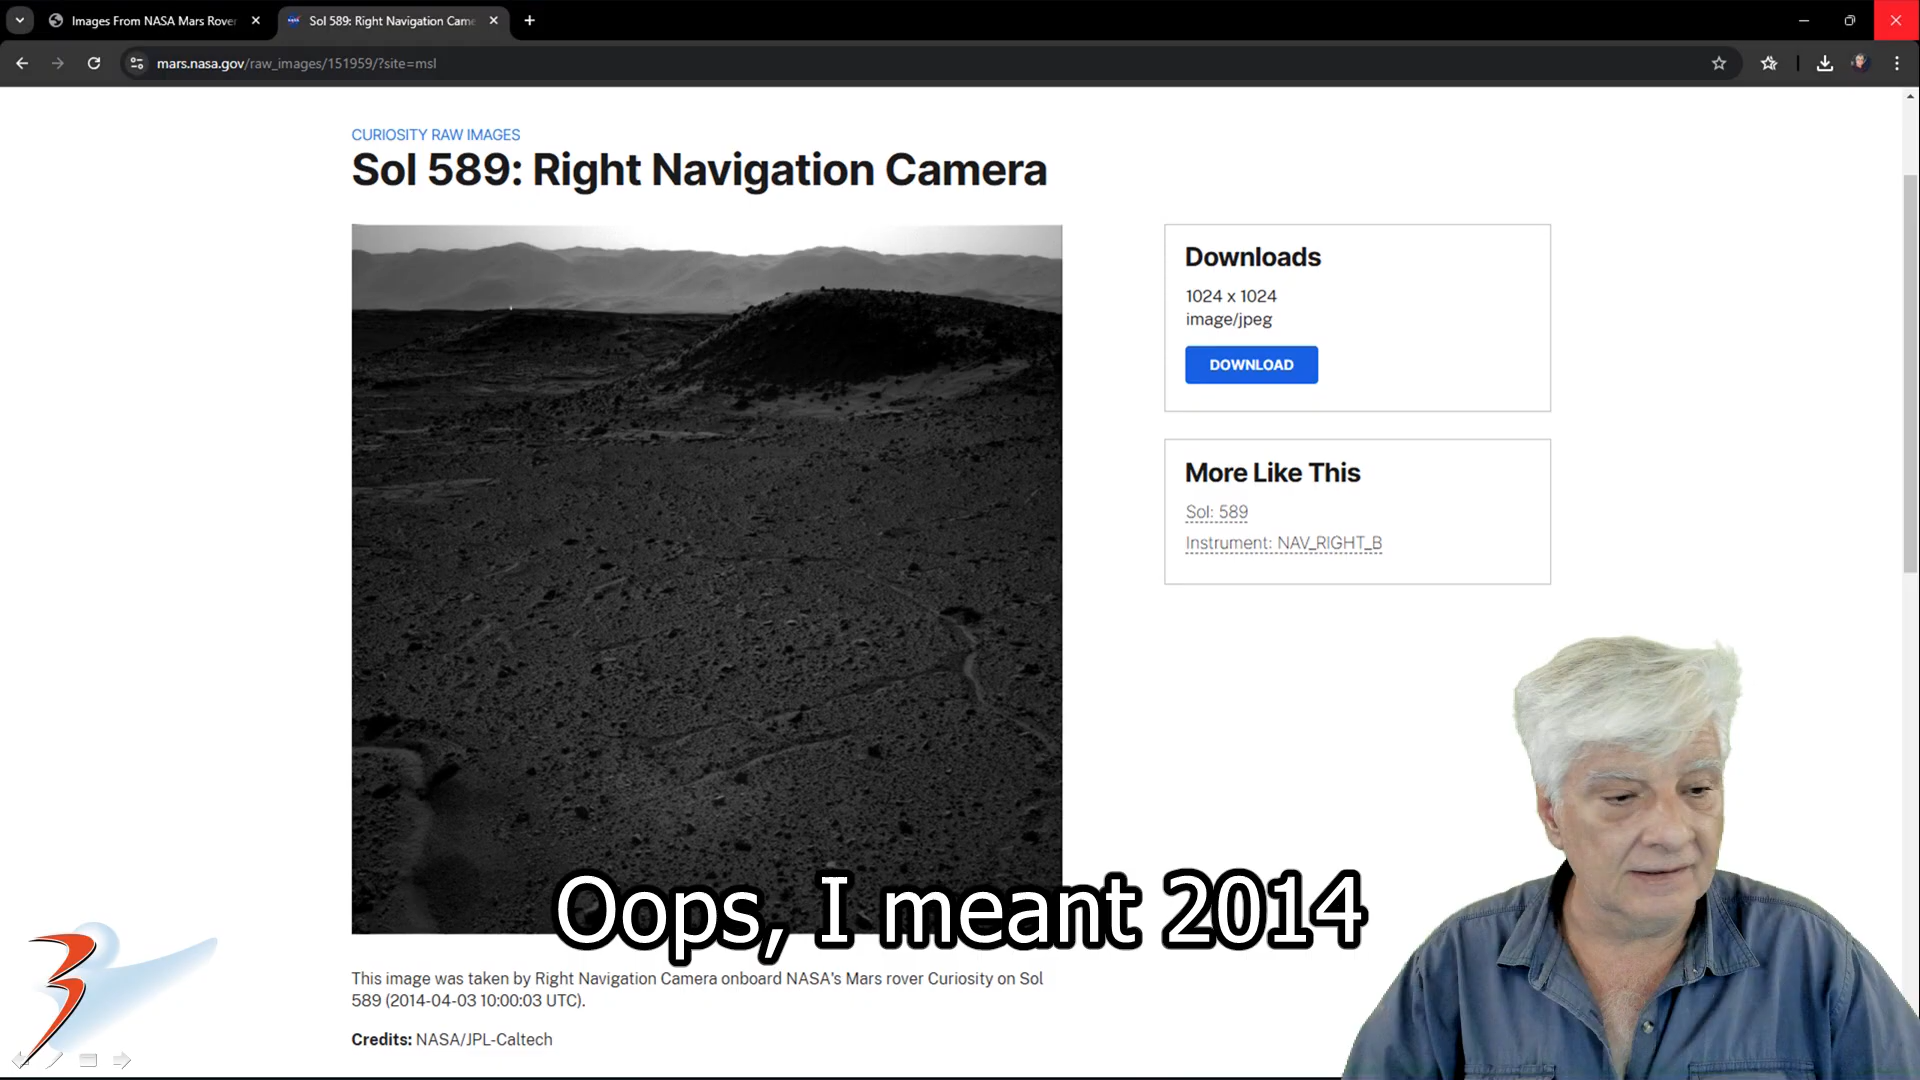 Images From NASA Mars Rover
Sol 589: Right Navigation Came
mars.nasa.gov/raw_images/151959/?site=msl
CURIOSITY RAW IMAGES
Sol 589: Right Navigation Camera
Downloads
1024 x 1024
image/jpeg
DOWNLOAD
More Like This
Sol: 589
Instrument: NAV_RIGHT_B
Oops, I meant 2014
This image was taken by Right Navigation Camera onboard NASA's Mars rover Curiosity on Sol
589 (2014-04-03 10:00:03 UTC).
Credits: NASA/JPL-Caltech